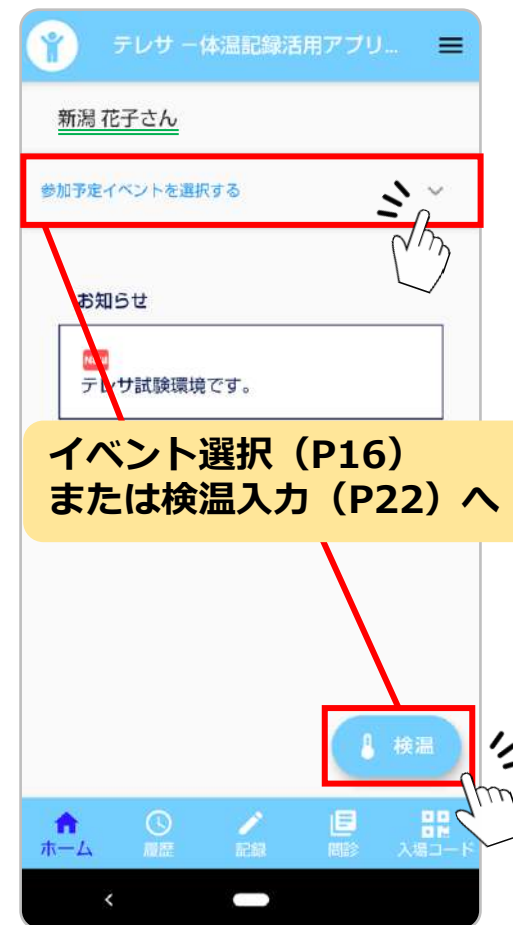 テレサ －体温記録活用アプリ...
新潟 花子さん
参加予定イベントを選択する
お知らせ
New
テレサ試験環境です。
イベント選択（P16）
または検温入力（P22）へ
検温
ホーム 履歴 記録 問診 入場コード